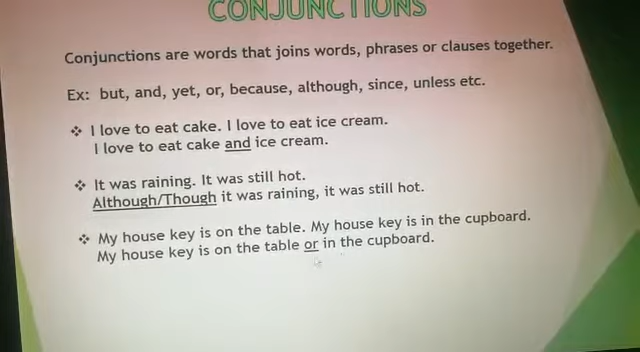 CONJUNCTIONS
Conjunctions are words that joins words, phrases or clauses together.
Ex: but, and, yet, or, because, although, since, unless etc.
❖ I love to eat cake. I love to eat ice cream.
I love to eat cake and ice cream.
❖ It was raining. It was still hot.
Although/Though it was raining, it was still hot.
❖ My house key is on the table. My house key is in the cupboard.
My house key is on the table or in the cupboard.